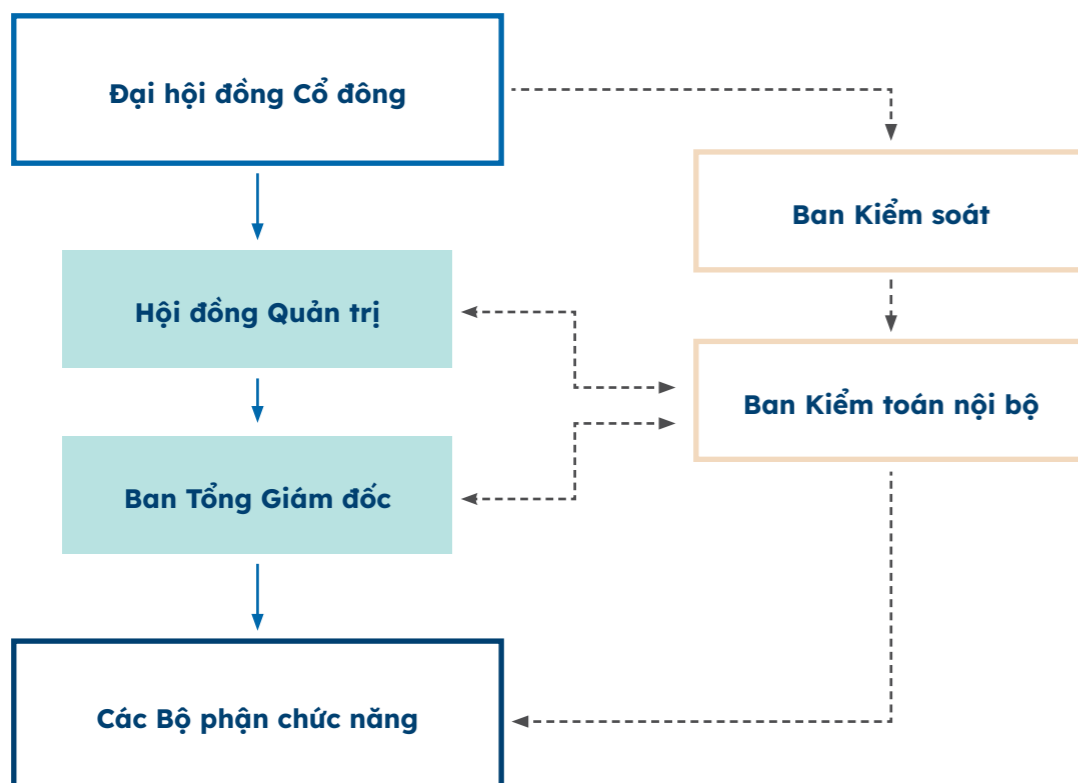 Đại hội đồng Cổ đông
Ban Kiểm soát
Hội đồng Quản trị
Ban Kiểm toán nội bộ
Ban Tổng Giám đốc
Các Bộ phận chức năng